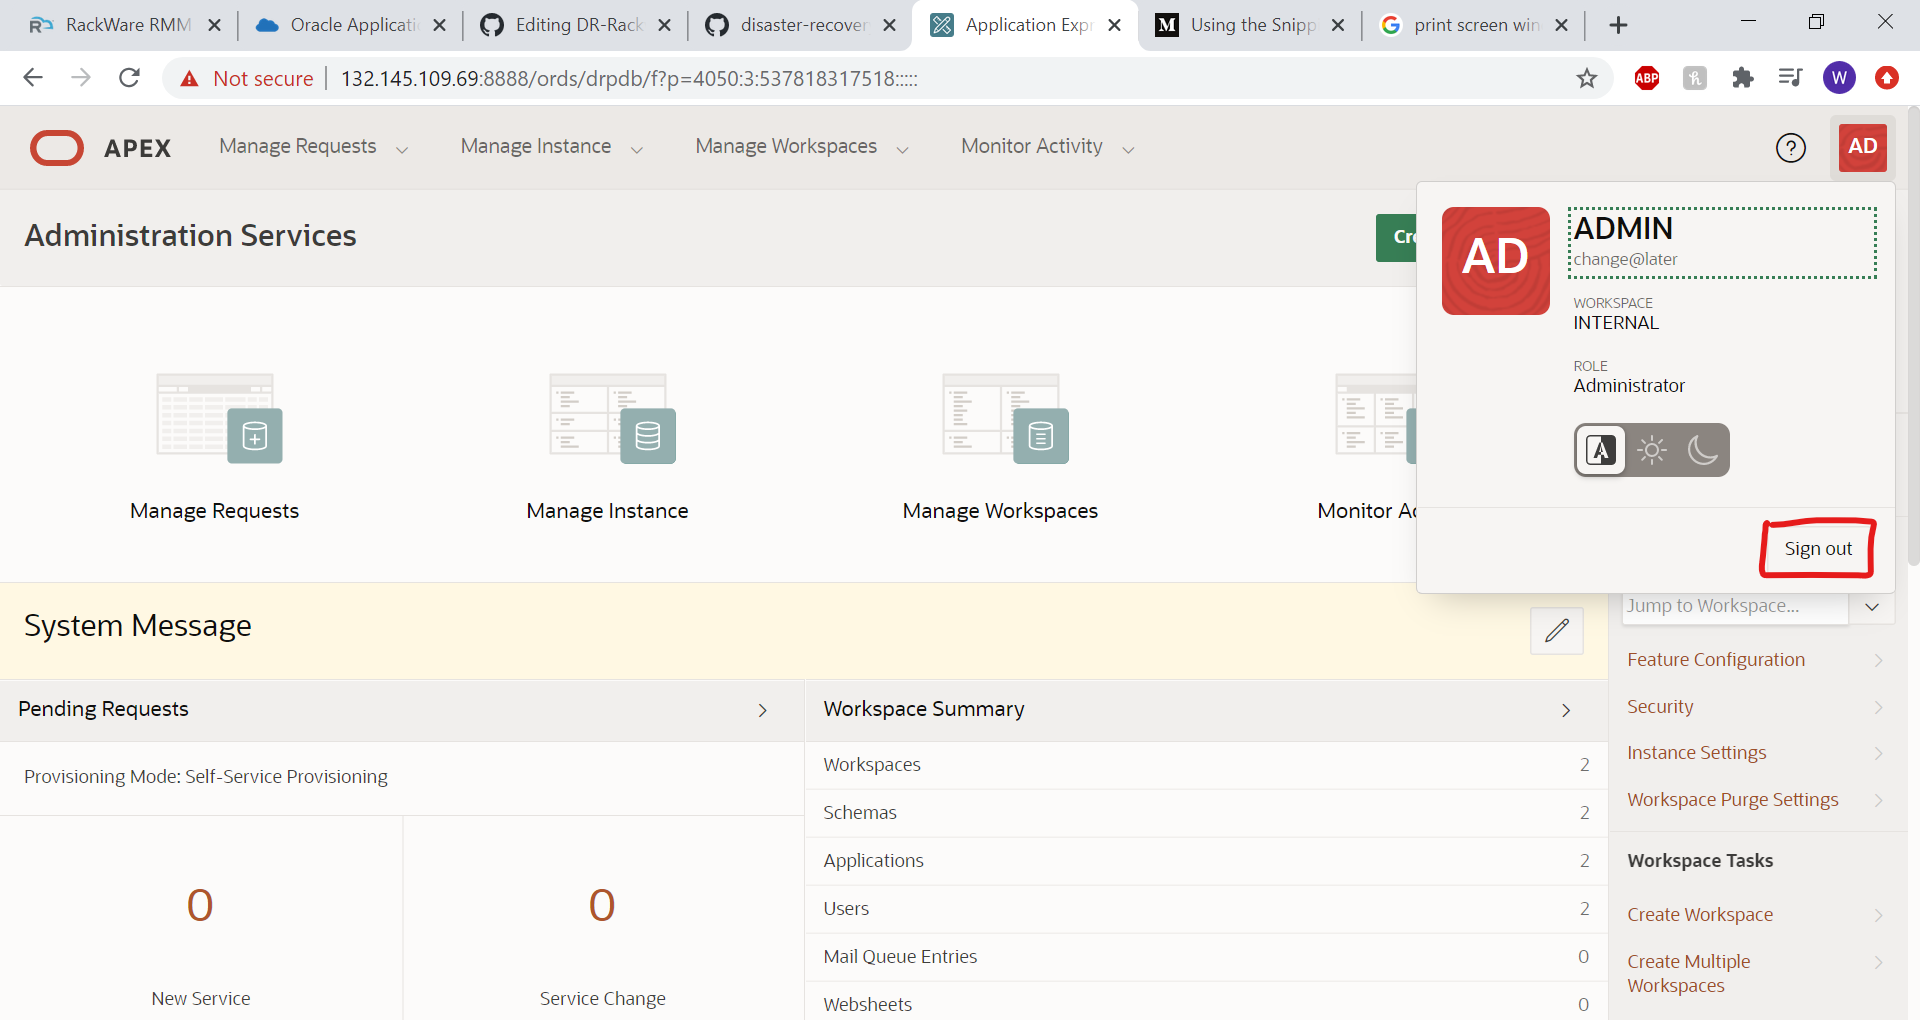 RackWare RMM
Oracle Applicati
Editing DR-Rack
disaster-recover
Application Expr
M Using the Snipp
G print screen win
Not secure 132.145.109.69:8888/ords/drpdb/f?p=4050:3:537818317518:::::
ABP
h
W
APEX Manage Requests Manage Instance Manage Workspaces Monitor Activity ? AD
Administration Services
Cre
AD
ADMIN
change@later
WORKSPACE
INTERNAL
ROLE
Administrator
A
Sign out
Manage Requests
Manage Instance
Manage Workspaces
Monitor Ac
System Message
Jump to Workspace...
Feature Configuration
Security
Instance Settings
Workspace Purge Settings
Workspace Tasks
Create Workspace
Create Multiple
Workspaces
Pending Requests
Provisioning Mode: Self-Service Provisioning
0
New Service
0
Service Change
Workspace Summary
Workspaces 2
Schemas 2
Applications 2
Users 2
Mail Queue Entries 0
Websheets 0